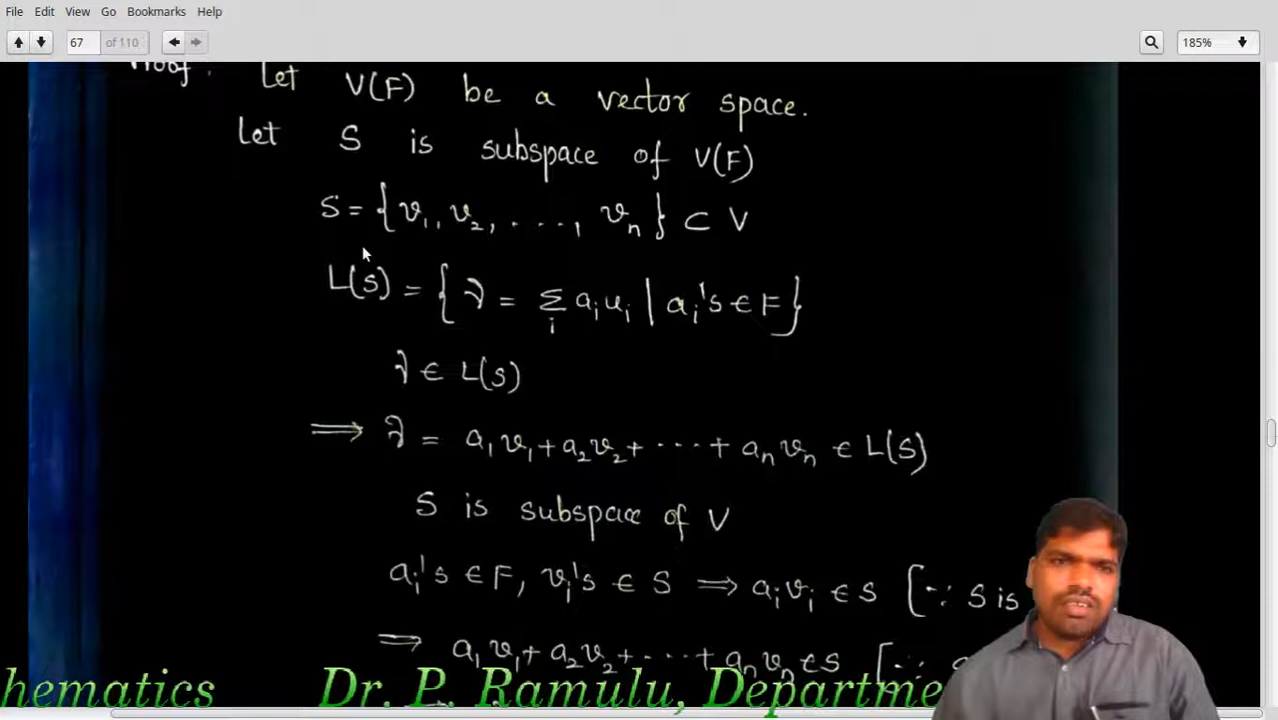 File Edit View Go Bookmarks Help
67 of 110 185%
Proof: Let V(F) be a vector space.
Let S is subspace of V(F)
S = {v₁, v₂, ...., vₙ} ⊂ V
L(S) = {γ = Σᵢ aᵢuᵢ | aᵢ's ∈ F}
γ ∈ L(S)
⟹ γ = a₁v₁ + a₂v₂ + ···· + aₙvₙ ∈ L(S)
S is subspace of V
aᵢ's ∈ F, vᵢ's ∈ S ⟹ aᵢvᵢ ∈ S [∵ S is
⟹ a₁v₁ + a₂v₂ + ···· + aₙvₙ ∈ S [∵
hematics Dr. P. Ramulu, Departme